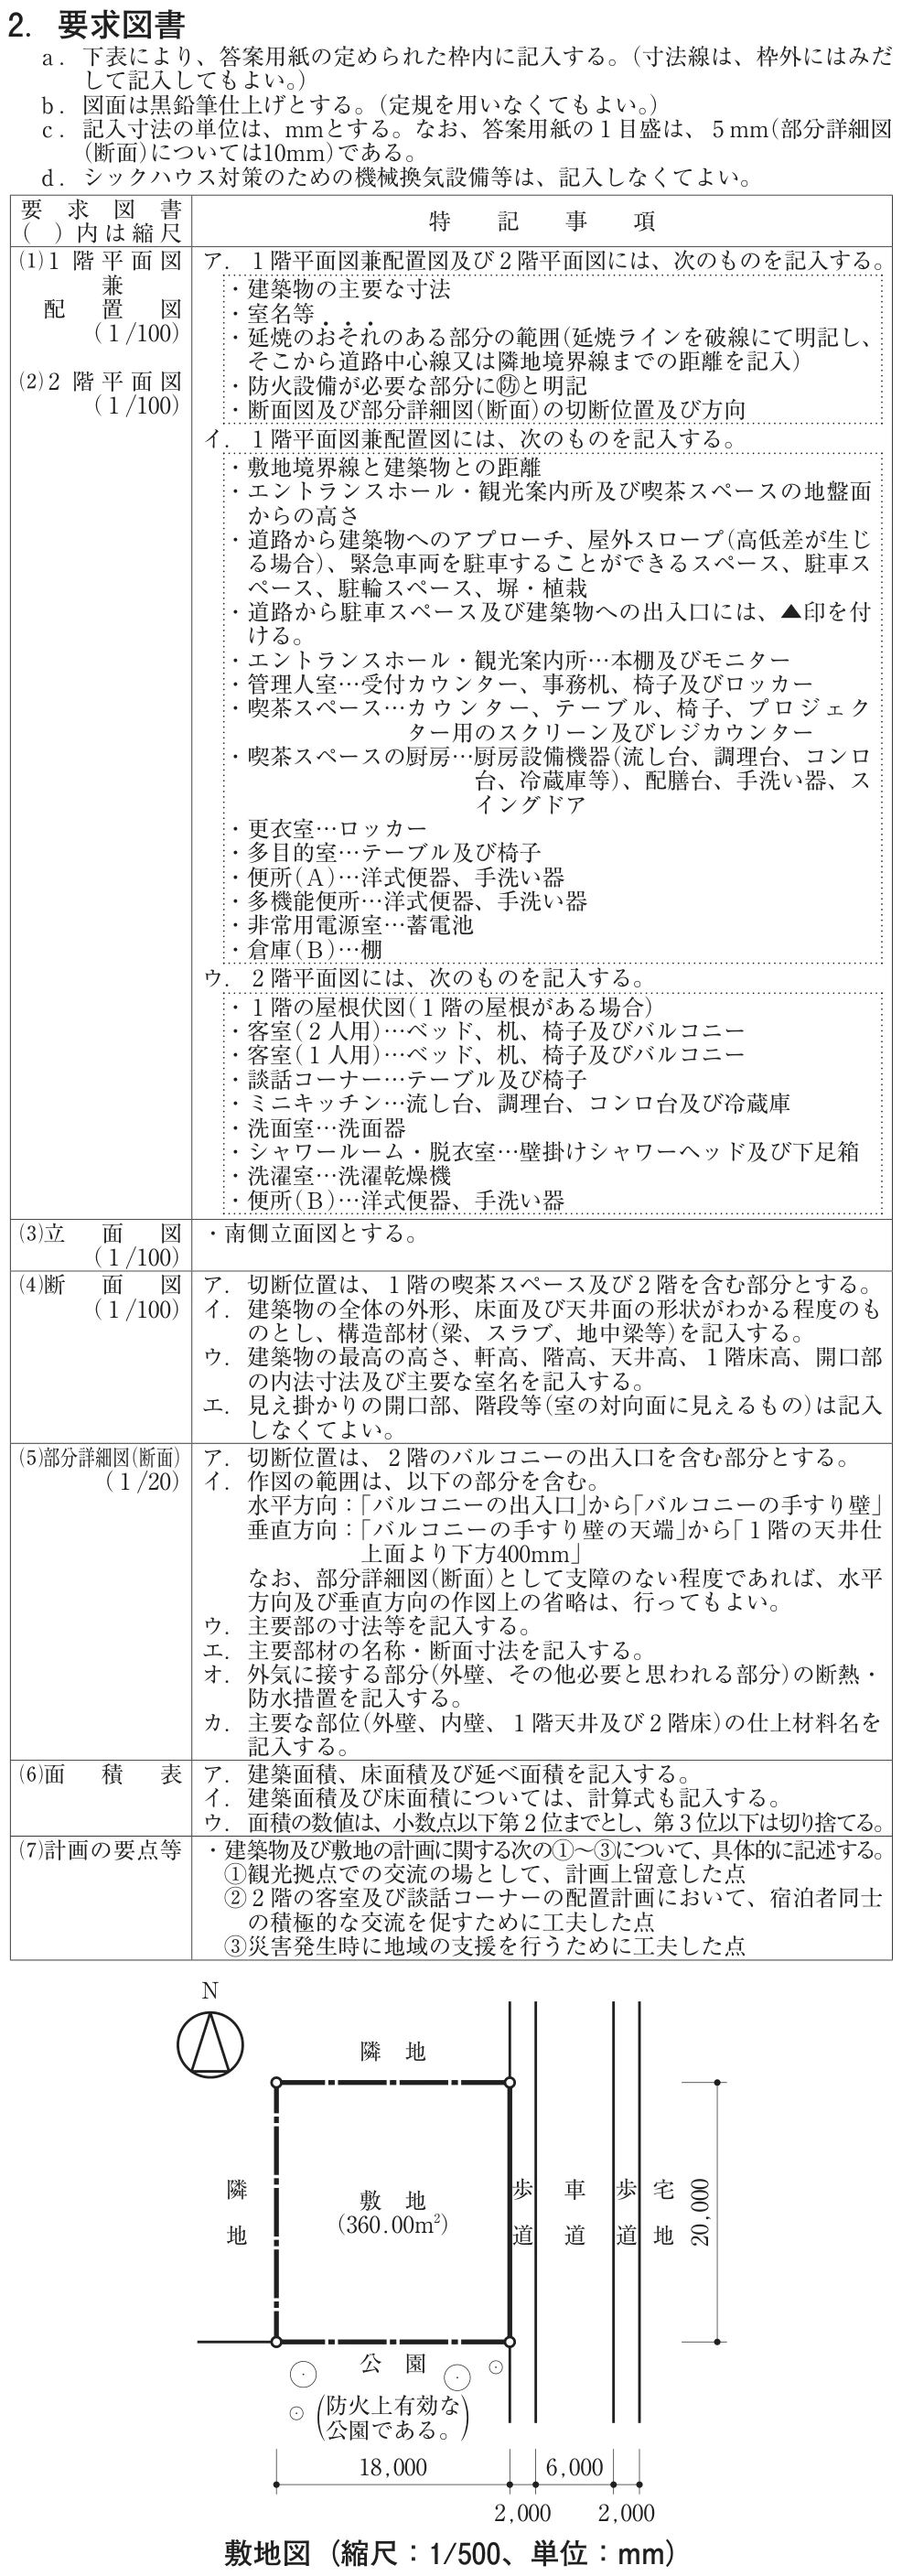 2. 要求図書
a. 下表により、答案用紙の定められた枠内に記入する。(寸法線は、枠外にはみだ
して記入してもよい。)
b. 図面は黒鉛筆仕上げとする。(定規を用いなくてもよい。)
c. 記入寸法の単位は、mmとする。なお、答案用紙の1目盛は、5mm(部分詳細図
(断面)については10mm)である。
d. シックハウス対策のための機械換気設備等は、記入しなくてよい。
要求図書
( )内は縮尺
特記事項
(1)1階平面図
兼
配置図
(1/100)
(2)2階平面図
(1/100)
ア. 1階平面図兼配置図及び2階平面図には、次のものを記入する。
・建築物の主要な寸法
・室名等
・延焼のおそれのある部分の範囲(延焼ラインを破線にて明記し、
そこから道路中心線又は隣地境界線までの距離を記入)
・防火設備が必要な部分に㊭と明記
・断面図及び部分詳細図(断面)の切断位置及び方向
イ. 1階平面図兼配置図には、次のものを記入する。
・敷地境界線と建築物との距離
・エントランスホール・観光案内所及び喫茶スペースの地盤面
からの高さ
・道路から建築物へのアプローチ、屋外スロープ(高低差が生じ
る場合)、緊急車両を駐車することができるスペース、駐車ス
ペース、駐輪スペース、塀・植栽
・道路から駐車スペース及び建築物への出入口には、▲印を付
ける。
・エントランスホール・観光案内所…本棚及びモニター
・管理人室…受付カウンター、事務机、椅子及びロッカー
・喫茶スペース…カウンター、テーブル、椅子、プロジェク
ター用のスクリーン及びレジカウンター
・喫茶スペースの厨房…厨房設備機器(流し台、調理台、コンロ
台、冷蔵庫等)、配膳台、手洗い器、ス
イングドア
・更衣室…ロッカー
・多目的室…テーブル及び椅子
・便所(A)…洋式便器、手洗い器
・多機能便所…洋式便器、手洗い器
・非常用電源室…蓄電池
・倉庫(B)…棚
ウ. 2階平面図には、次のものを記入する。
・1階の屋根伏図(1階の屋根がある場合)
・客室(2人用)…ベッド、机、椅子及びバルコニー
・客室(1人用)…ベッド、机、椅子及びバルコニー
・談話コーナー…テーブル及び椅子
・ミニキッチン…流し台、調理台、コンロ台及び冷蔵庫
・洗面室…洗面器
・シャワールーム・脱衣室…壁掛けシャワーヘッド及び下足箱
・洗濯室…洗濯乾燥機
・便所(B)…洋式便器、手洗い器
(3)立面図
(1/100)
・南側立面図とする。
(4)断面図
(1/100)
ア. 切断位置は、1階の喫茶スペース及び2階を含む部分とする。
イ. 建築物の全体の外形、床面及び天井面の形状がわかる程度のも
のとし、構造部材(梁、スラブ、地中梁等)を記入する。
ウ. 建築物の最高の高さ、軒高、階高、天井高、1階床高、開口部
の内法寸法及び主要な室名を記入する。
エ. 見え掛かりの開口部、階段等(室の対向面に見えるもの)は記入
しなくてよい。
(5)部分詳細図(断面)
(1/20)
ア. 切断位置は、2階のバルコニーの出入口を含む部分とする。
イ. 作図の範囲は、以下の部分を含む。
水平方向:「バルコニーの出入口」から「バルコニーの手すり壁」
垂直方向:「バルコニーの手すり壁の天端」から「1階の天井仕
上面より下方400mm」
なお、部分詳細図(断面)として支障のない程度であれば、水平
方向及び垂直方向の作図上の省略は、行ってもよい。
ウ. 主要部の寸法等を記入する。
エ. 主要部材の名称・断面寸法を記入する。
オ. 外気に接する部分(外壁、その他必要と思われる部分)の断熱・
防水措置を記入する。
カ. 主要な部位(外壁、内壁、1階天井及び2階床)の仕上材料名を
記入する。
(6)面積表
ア. 建築面積、床面積及び延べ面積を記入する。
イ. 建築面積及び床面積については、計算式も記入する。
ウ. 面積の数値は、小数点以下第2位までとし、第3位以下は切り捨てる。
(7)計画の要点等
・建築物及び敷地の計画に関する次の①〜③について、具体的に記述する。
①観光拠点での交流の場として、計画上留意した点
②2階の客室及び談話コーナーの配置計画において、宿泊者同士
の積極的な交流を促すために工夫した点
③災害発生時に地域の支援を行うために工夫した点
N
隣地
隣地
敷地
(360.00m²)
歩道
車道
歩道
宅地
20,000
公園
(防火上有効な
公園である。)
18,000
6,000
2,000
2,000
敷地図(縮尺:1/500、単位:mm)